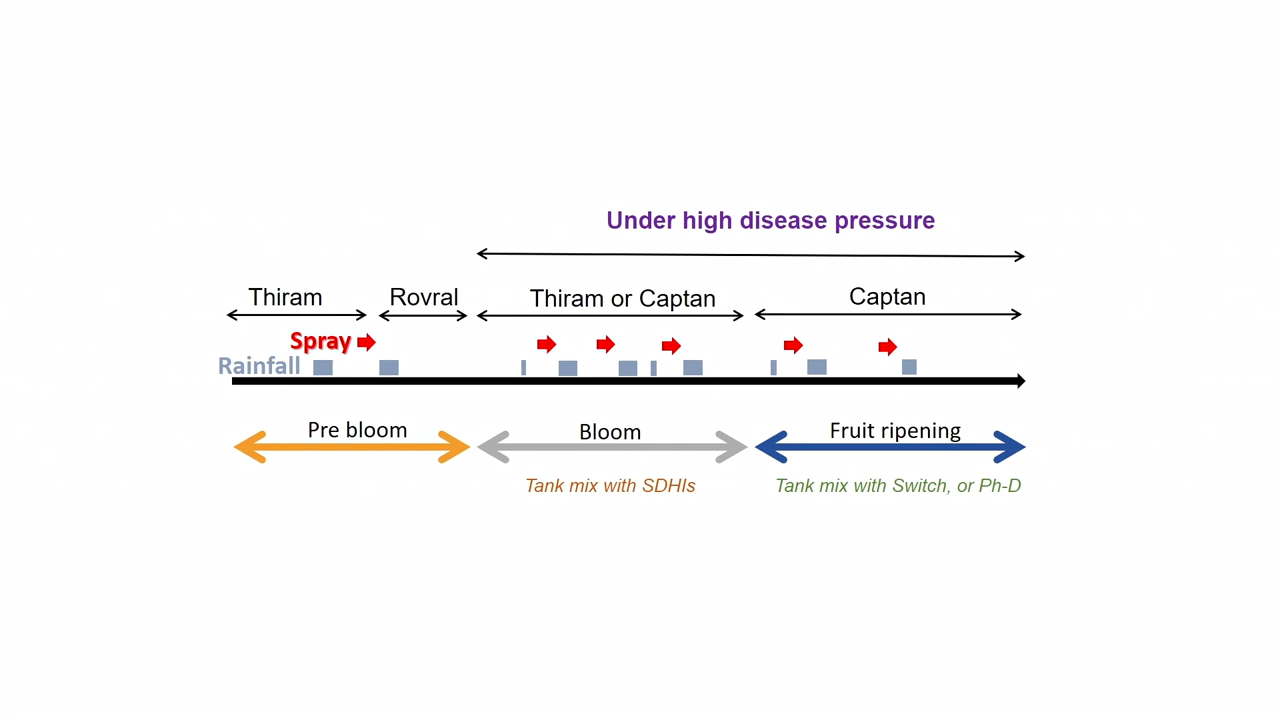 Under high disease pressure
Thiram
Rovral
Thiram or Captan
Captan
Spray
Rainfall
Pre bloom
Bloom
Fruit ripening
Tank mix with SDHIs
Tank mix with Switch, or Ph-D